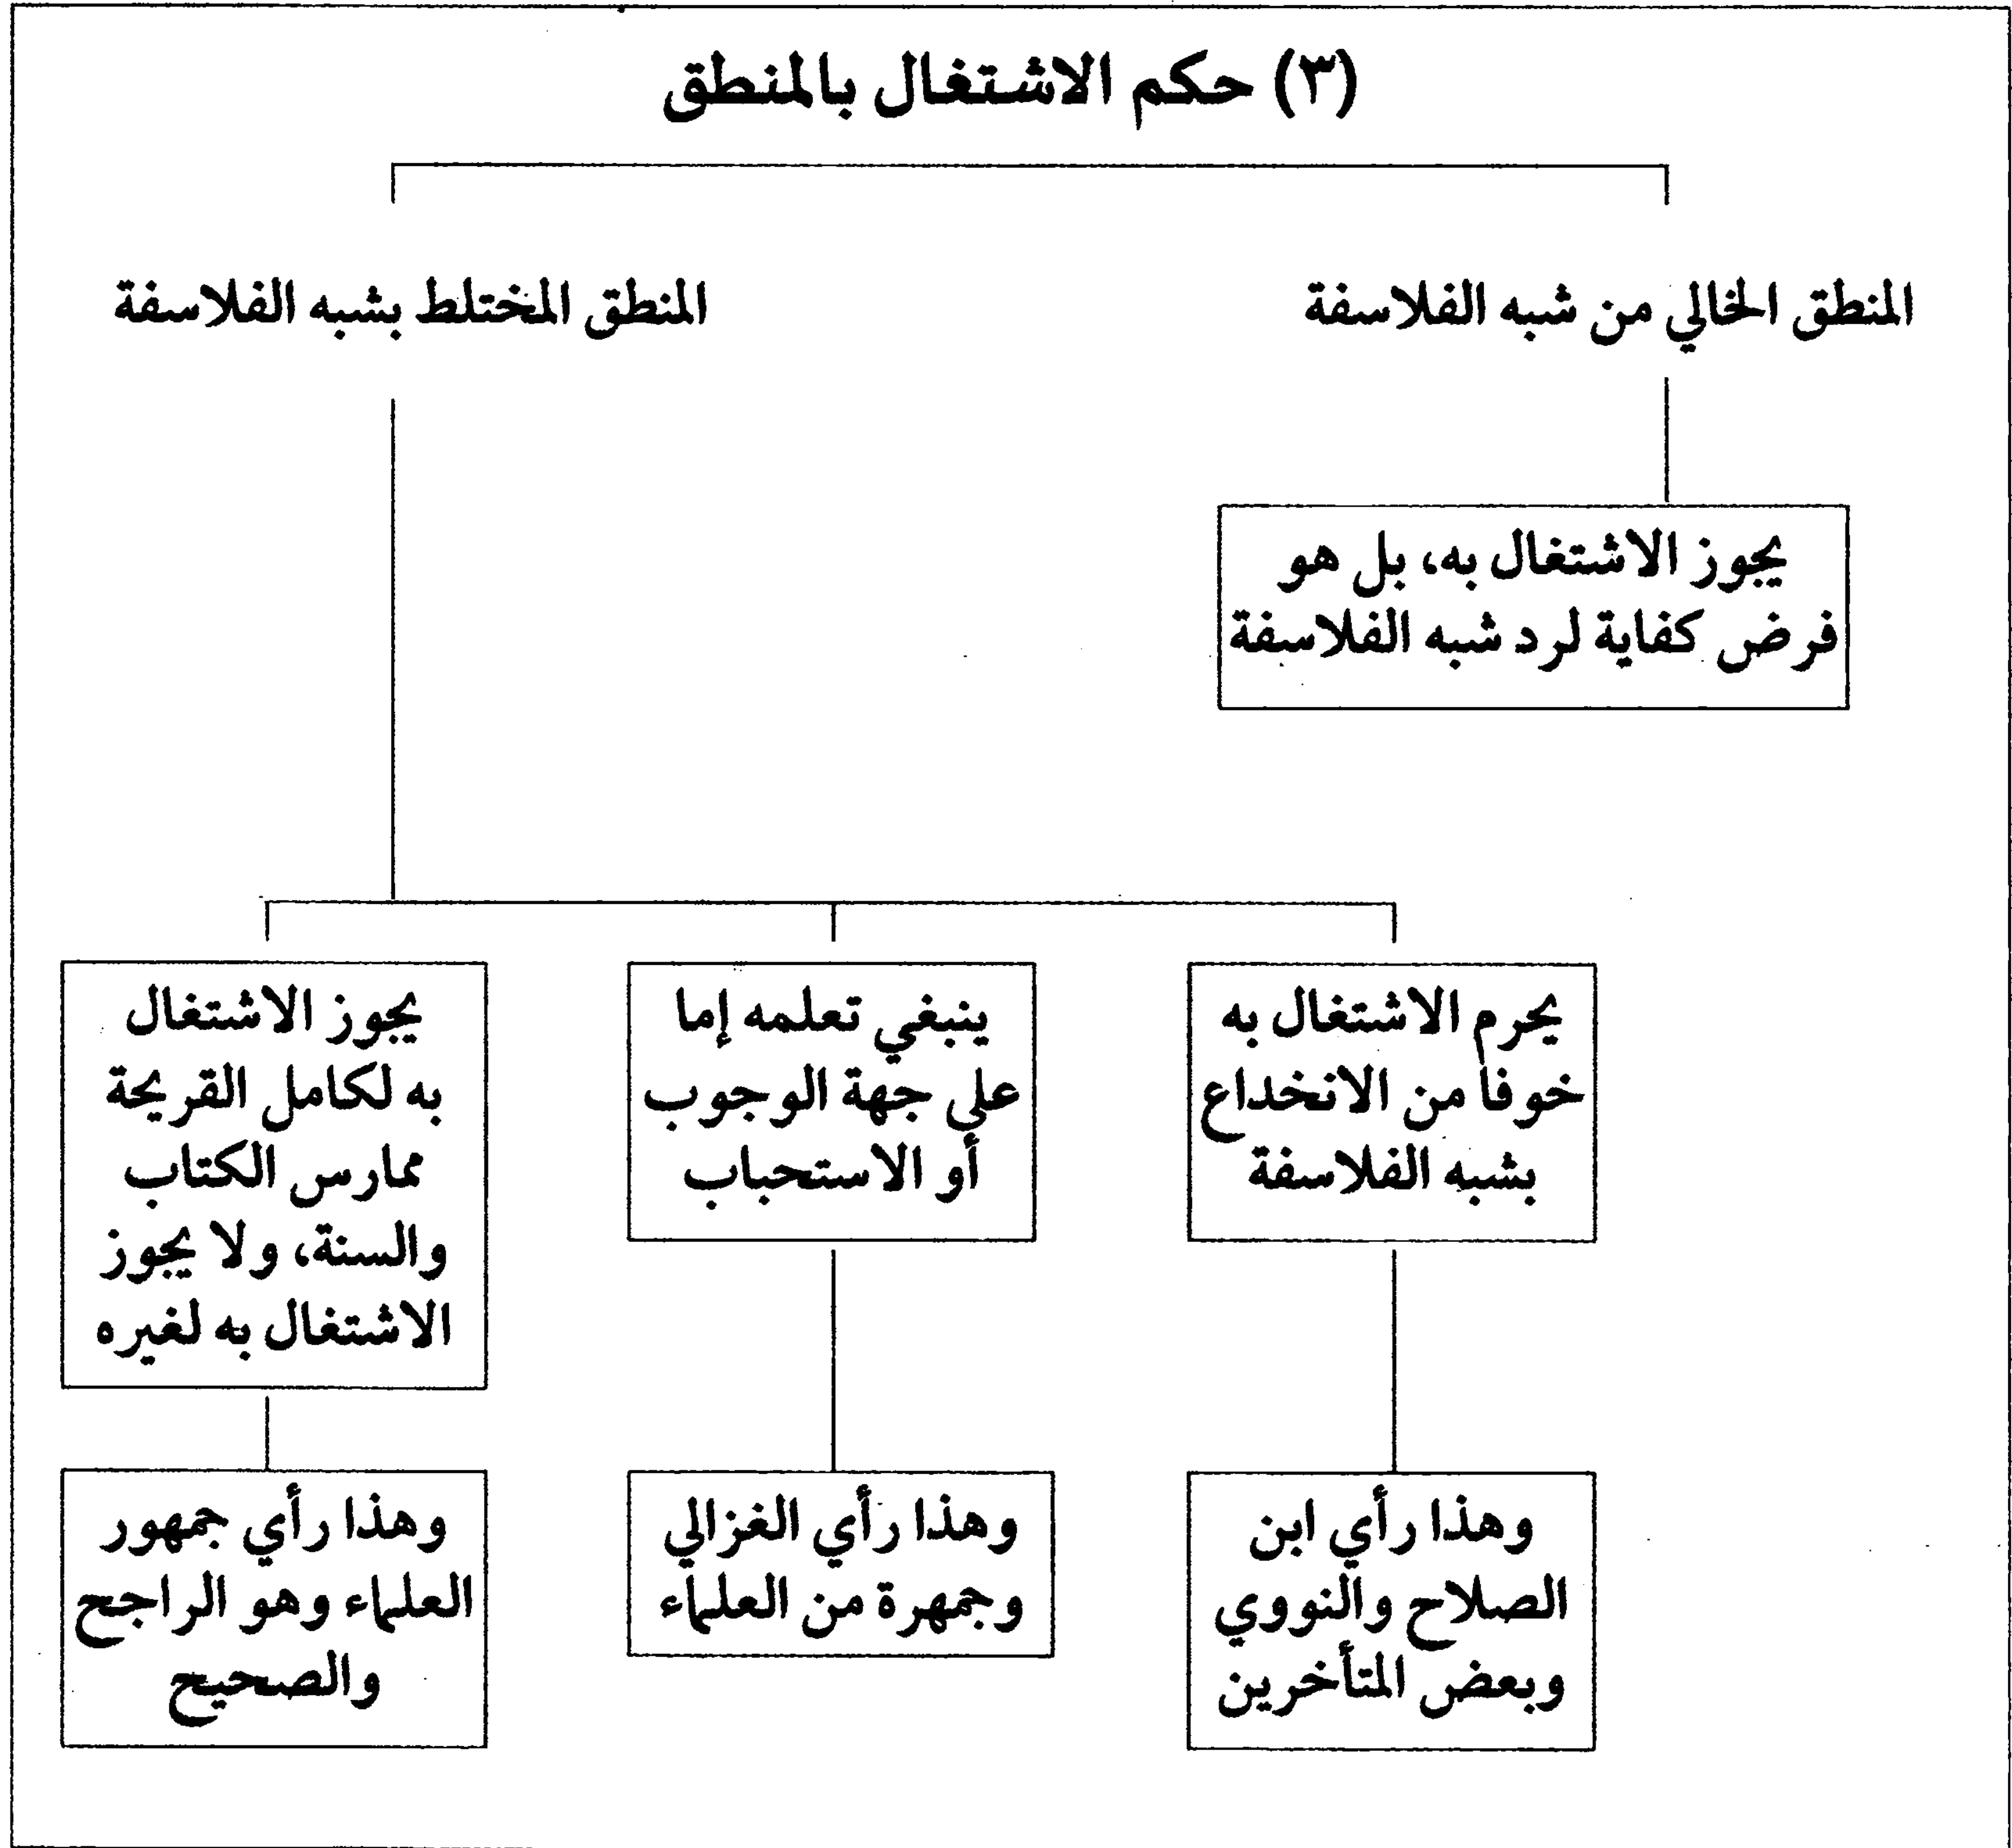 (٣) حكم الاشتغال بالمنطق
المنطق الخالي من شبه الفلاسفة
المنطق المختلط بشبه الفلاسفة
يجوز الاشتغال به، بل هو
فرض كفاية لرد شبه الفلاسفة
يحرم الاشتغال به
خوفا من الانخداع
بشبه الفلاسفة
ينبغي تعلمه إما
على جهة الوجوب
أو الاستحباب
يجوز الاشتغال
به لكامل القريحة
ممارس الكتاب
والسنة، ولا يجوز
الاشتغال به لغيره
وهذا رأي ابن
الصلاح والنووي
وبعض المتأخرين
وهذا رأي الغزالي
وجمهرة من العلماء
وهذا رأي جمهور
العلماء وهو الراجح
والصحيح